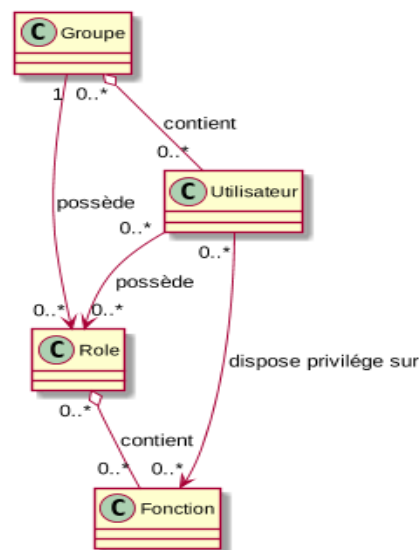 C Groupe
1 0..*
contient
0..*
C Utilisateur
possède
0..* 0..*
possède
0..* 0..*
C Role
dispose privilége sur
0..*
contient
0..* 0..*
C Fonction